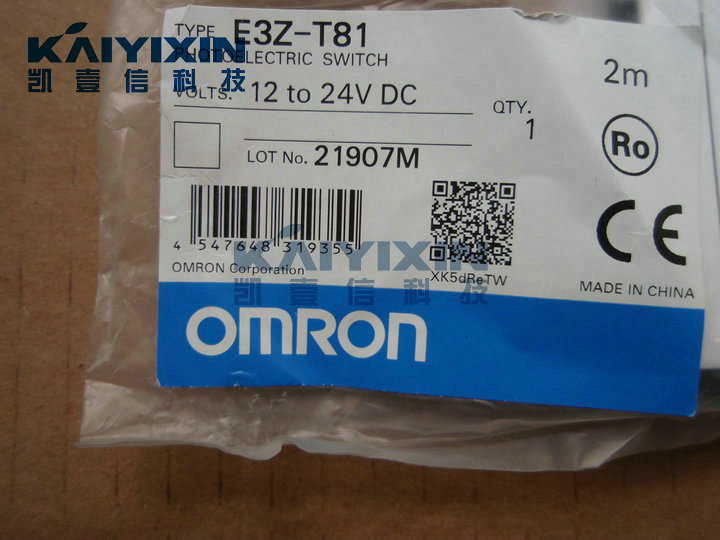 KAIYIXIN
凯壹信科技
TYPE E3Z-T81
PHOTOELECTRIC SWITCH
2m
VOLTS. 12 to 24V DC
QTY.
1
LOT No. 21907M
Ro
CE
4 547648 319355
XK5dReTW
OMRON Corporation
KAIYIXIN
凯壹信科技
MADE IN CHINA
OMRON